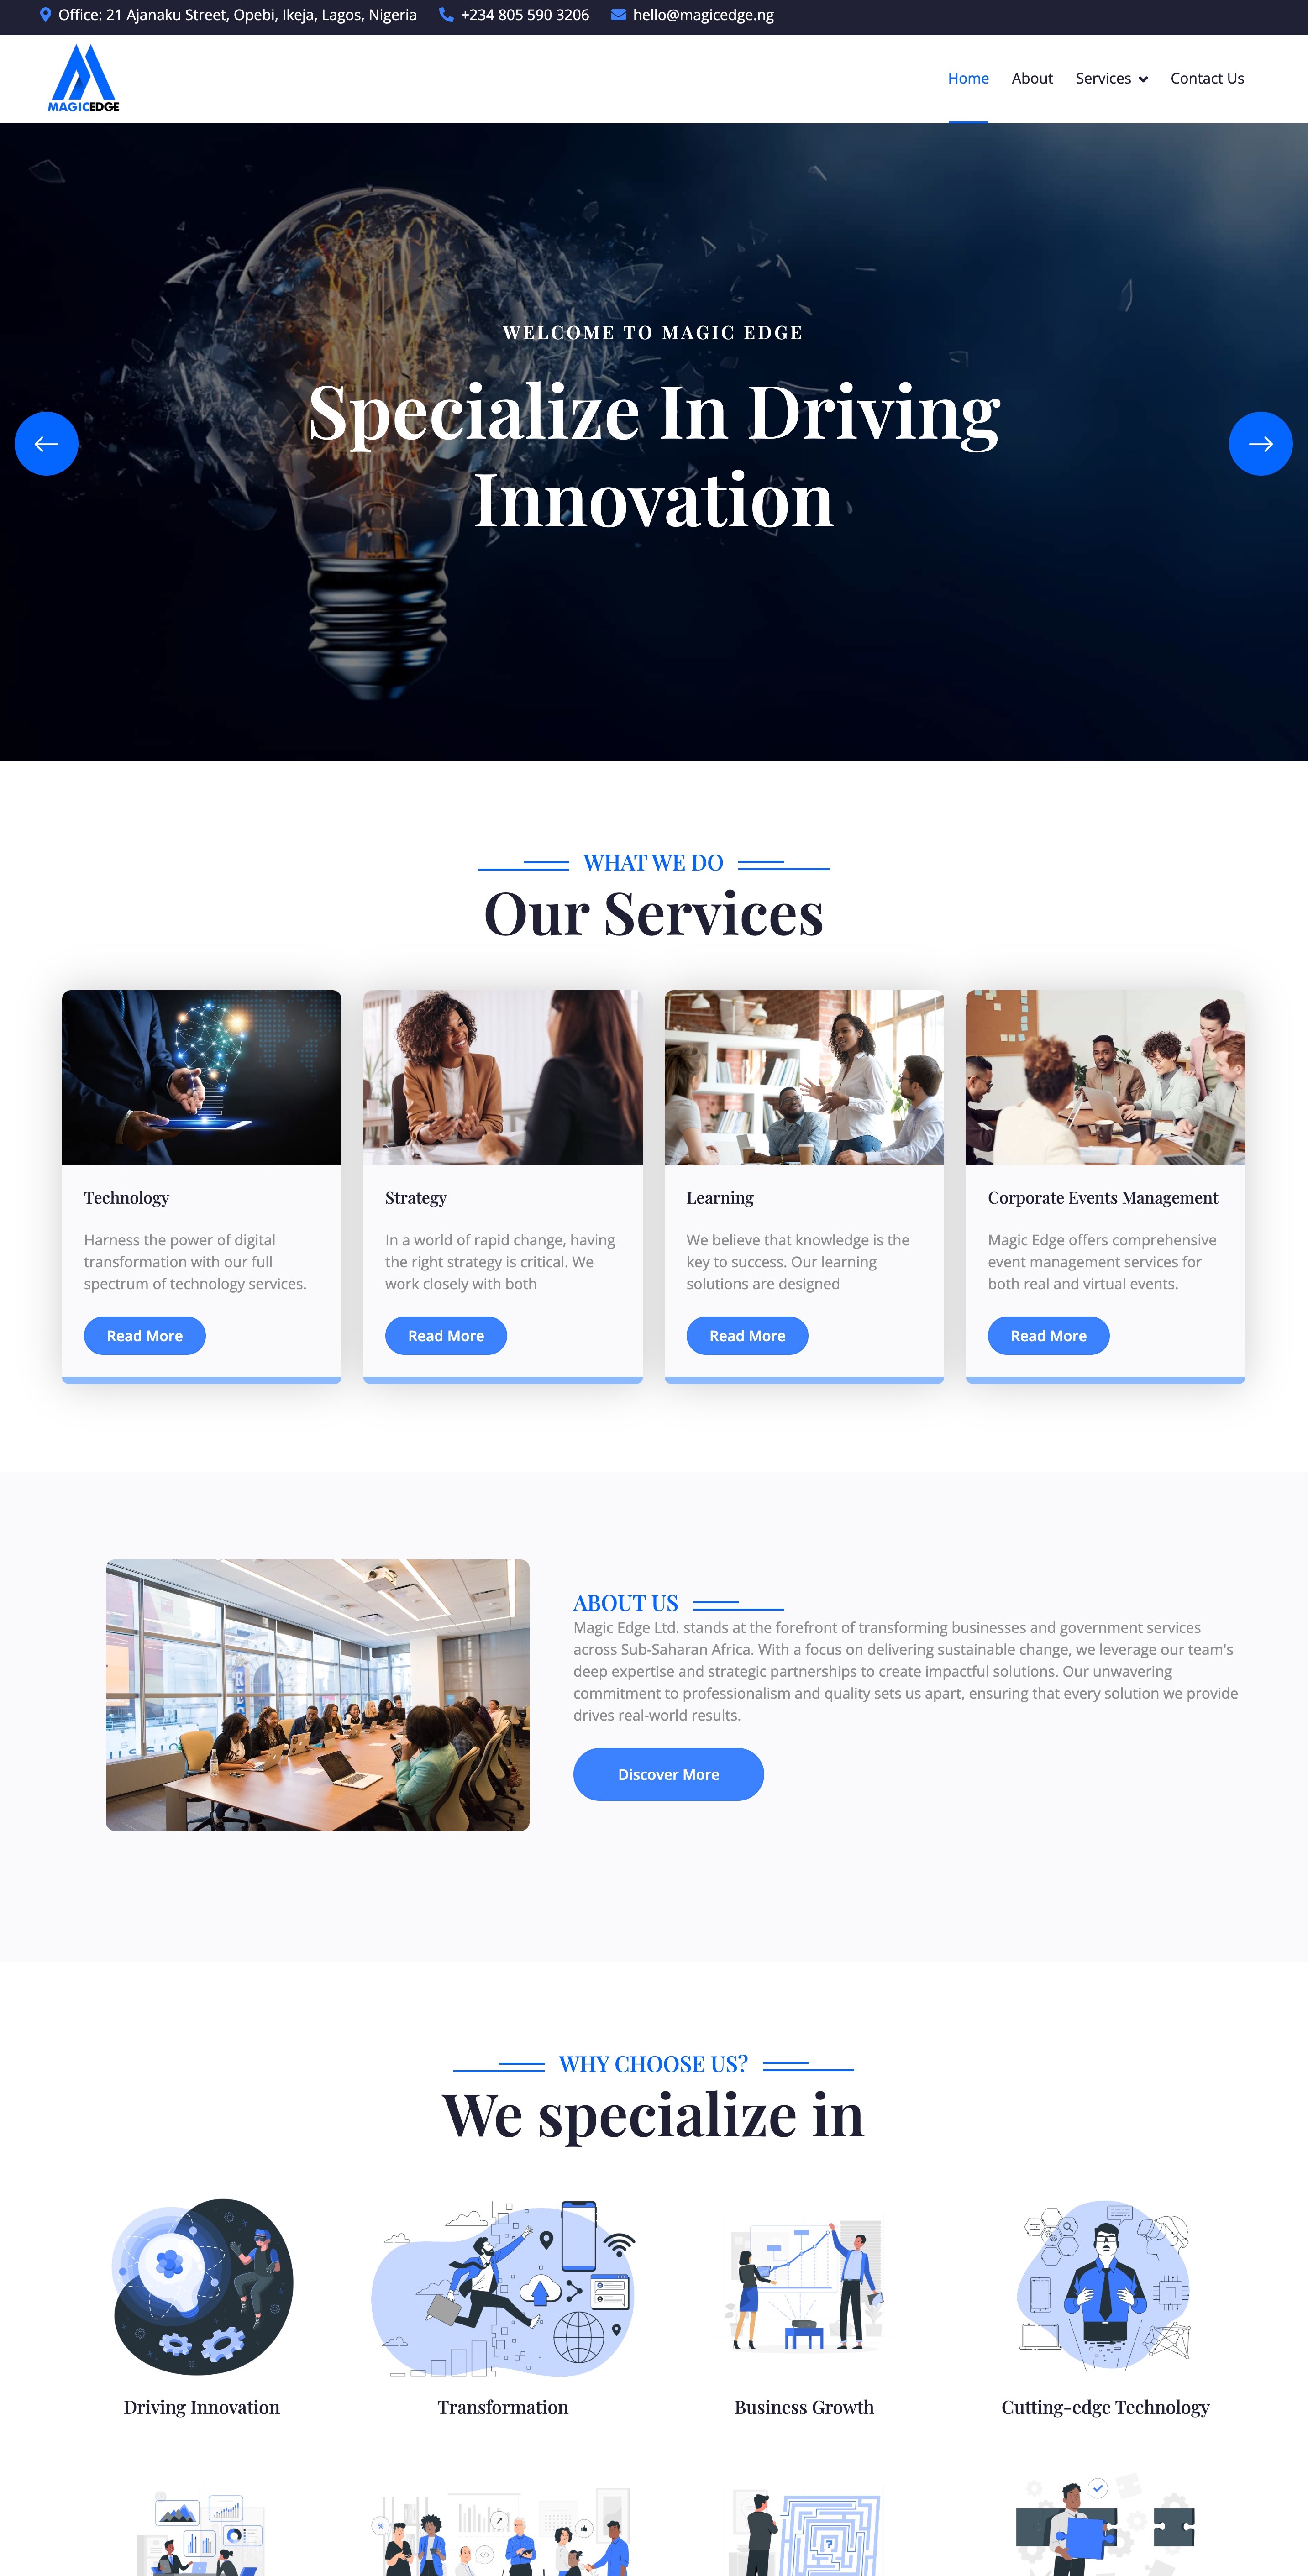 Office: 21 Ajanaku Street, Opebi, Ikeja, Lagos, Nigeria
+234 805 590 3206
hello@magicedge.ng
MAGICEDGE
Home
About
Services
Contact Us
WELCOME TO MAGIC EDGE
Specialize In Driving
Innovation
WHAT WE DO
Our Services
Technology
Harness the power of digital
transformation with our full
spectrum of technology services.
Read More
Strategy
In a world of rapid change, having
the right strategy is critical. We
work closely with both
Read More
Learning
We believe that knowledge is the
key to success. Our learning
solutions are designed
Read More
Corporate Events Management
Magic Edge offers comprehensive
event management services for
both real and virtual events.
Read More
ABOUT US
Magic Edge Ltd. stands at the forefront of transforming businesses and government services
across Sub-Saharan Africa. With a focus on delivering sustainable change, we leverage our team's
deep expertise and strategic partnerships to create impactful solutions. Our unwavering
commitment to professionalism and quality sets us apart, ensuring that every solution we provide
drives real-world results.
Discover More
WHY CHOOSE US?
We specialize in
Driving Innovation
Transformation
Business Growth
Cutting-edge Technology